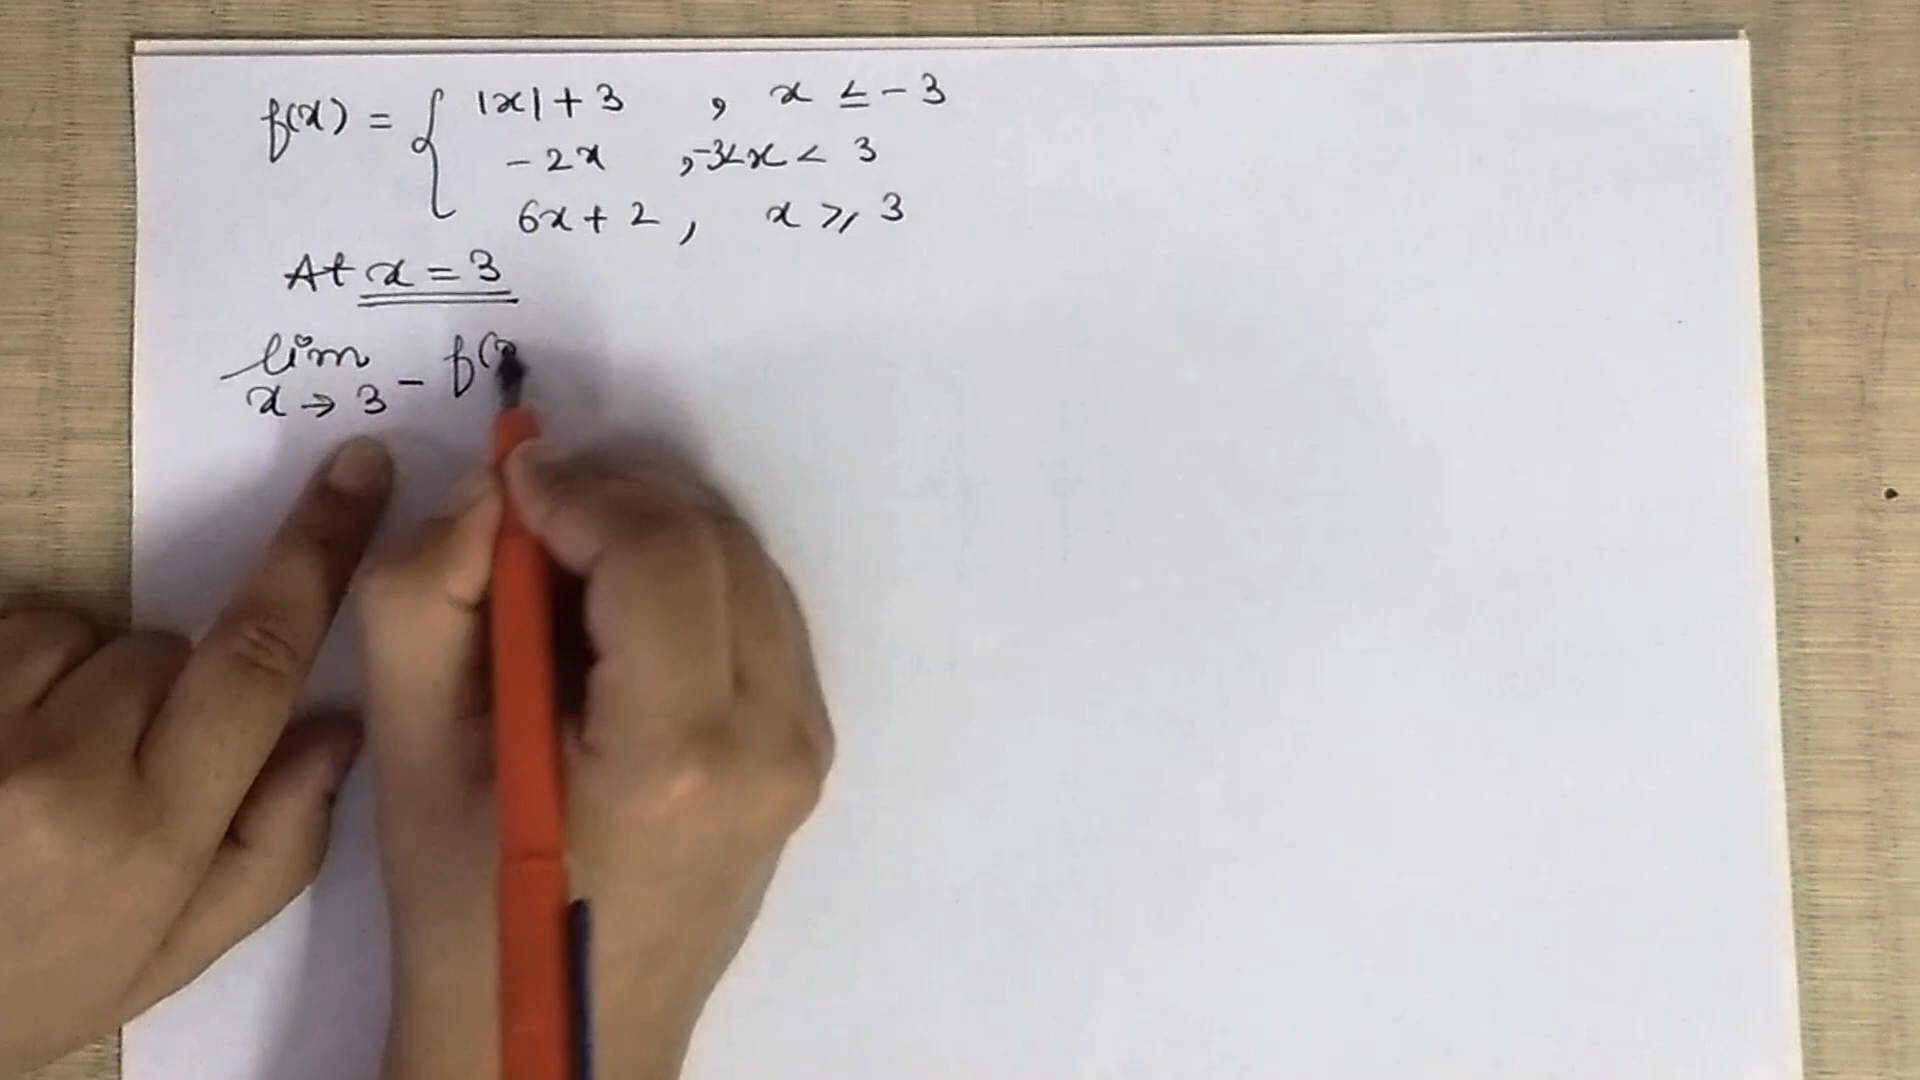 f(x) = { |x| + 3 , x ≤ -3
-2x , -3<x < 3
6x + 2 , x ≥ 3
At x = 3
lim f(x
x → 3 -